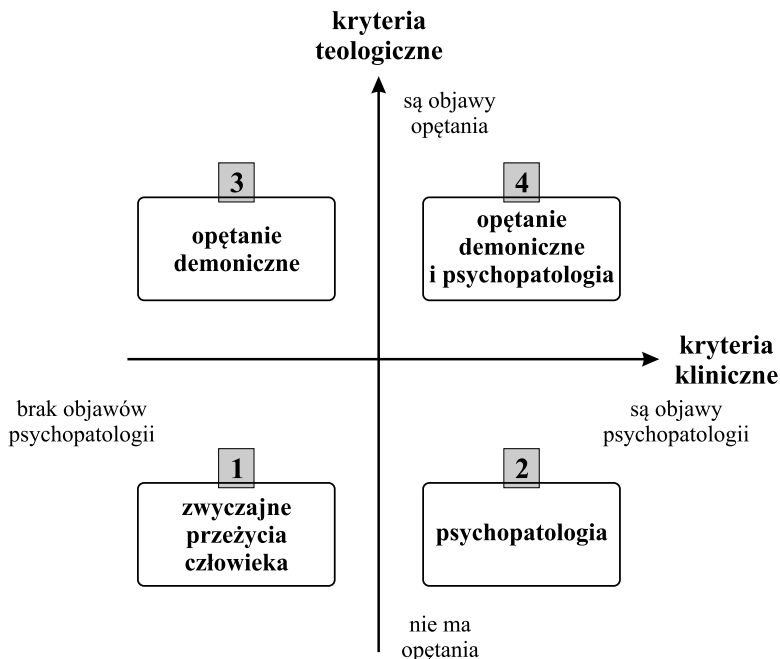 kryteria
teologiczne
są objawy
opętania
3
opętanie
demoniczne
4
opętanie
demoniczne
i psychopatologia
kryteria
kliniczne
brak objawów
psychopatologii
są objawy
psychopatologii
1
zwyczajne
przeżycia
człowieka
2
psychopatologia
nie ma
opętania